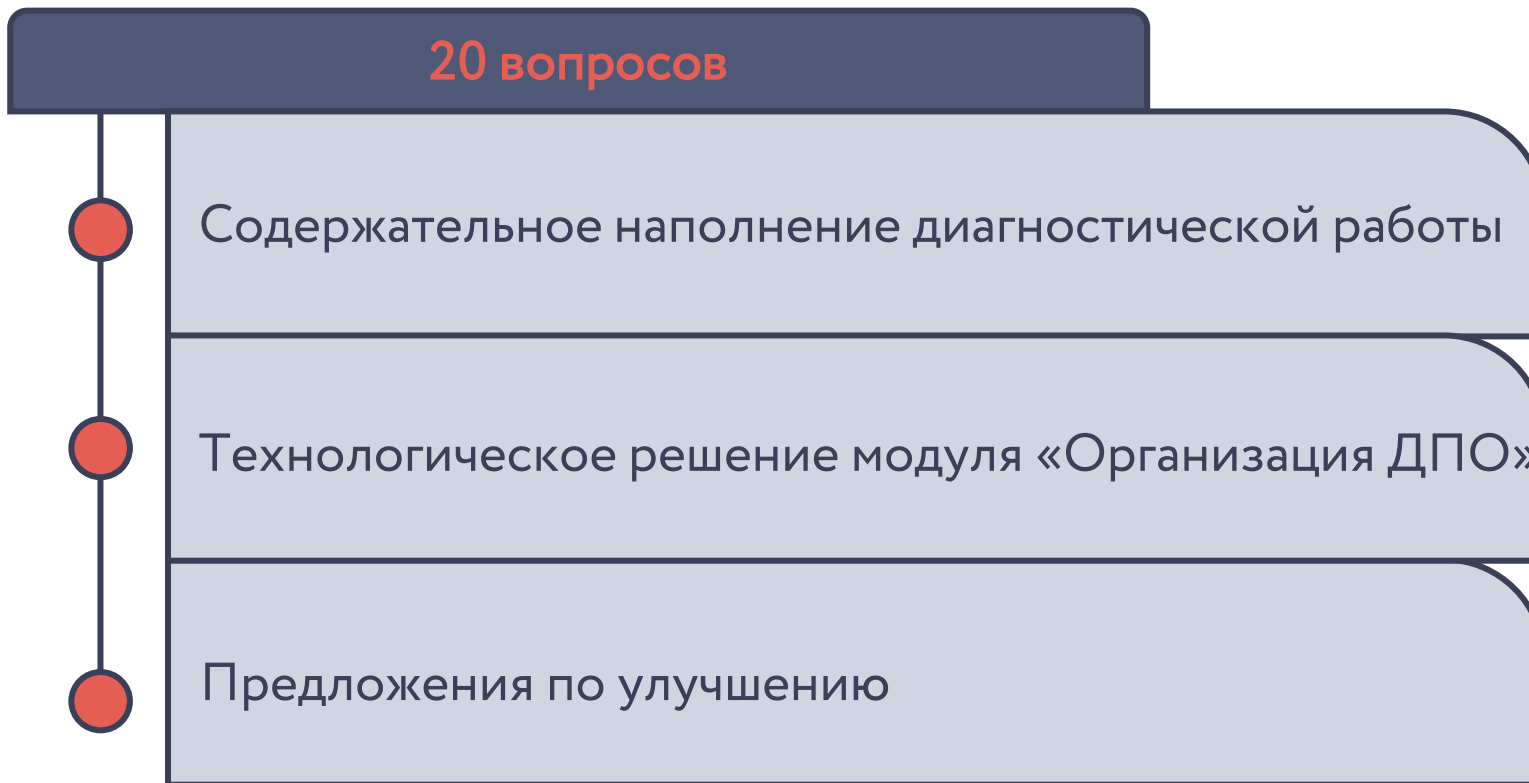 20 вопросов
Содержательное наполнение диагностической работы
Технологическое решение модуля «Организация ДПО»
Предложения по улучшению